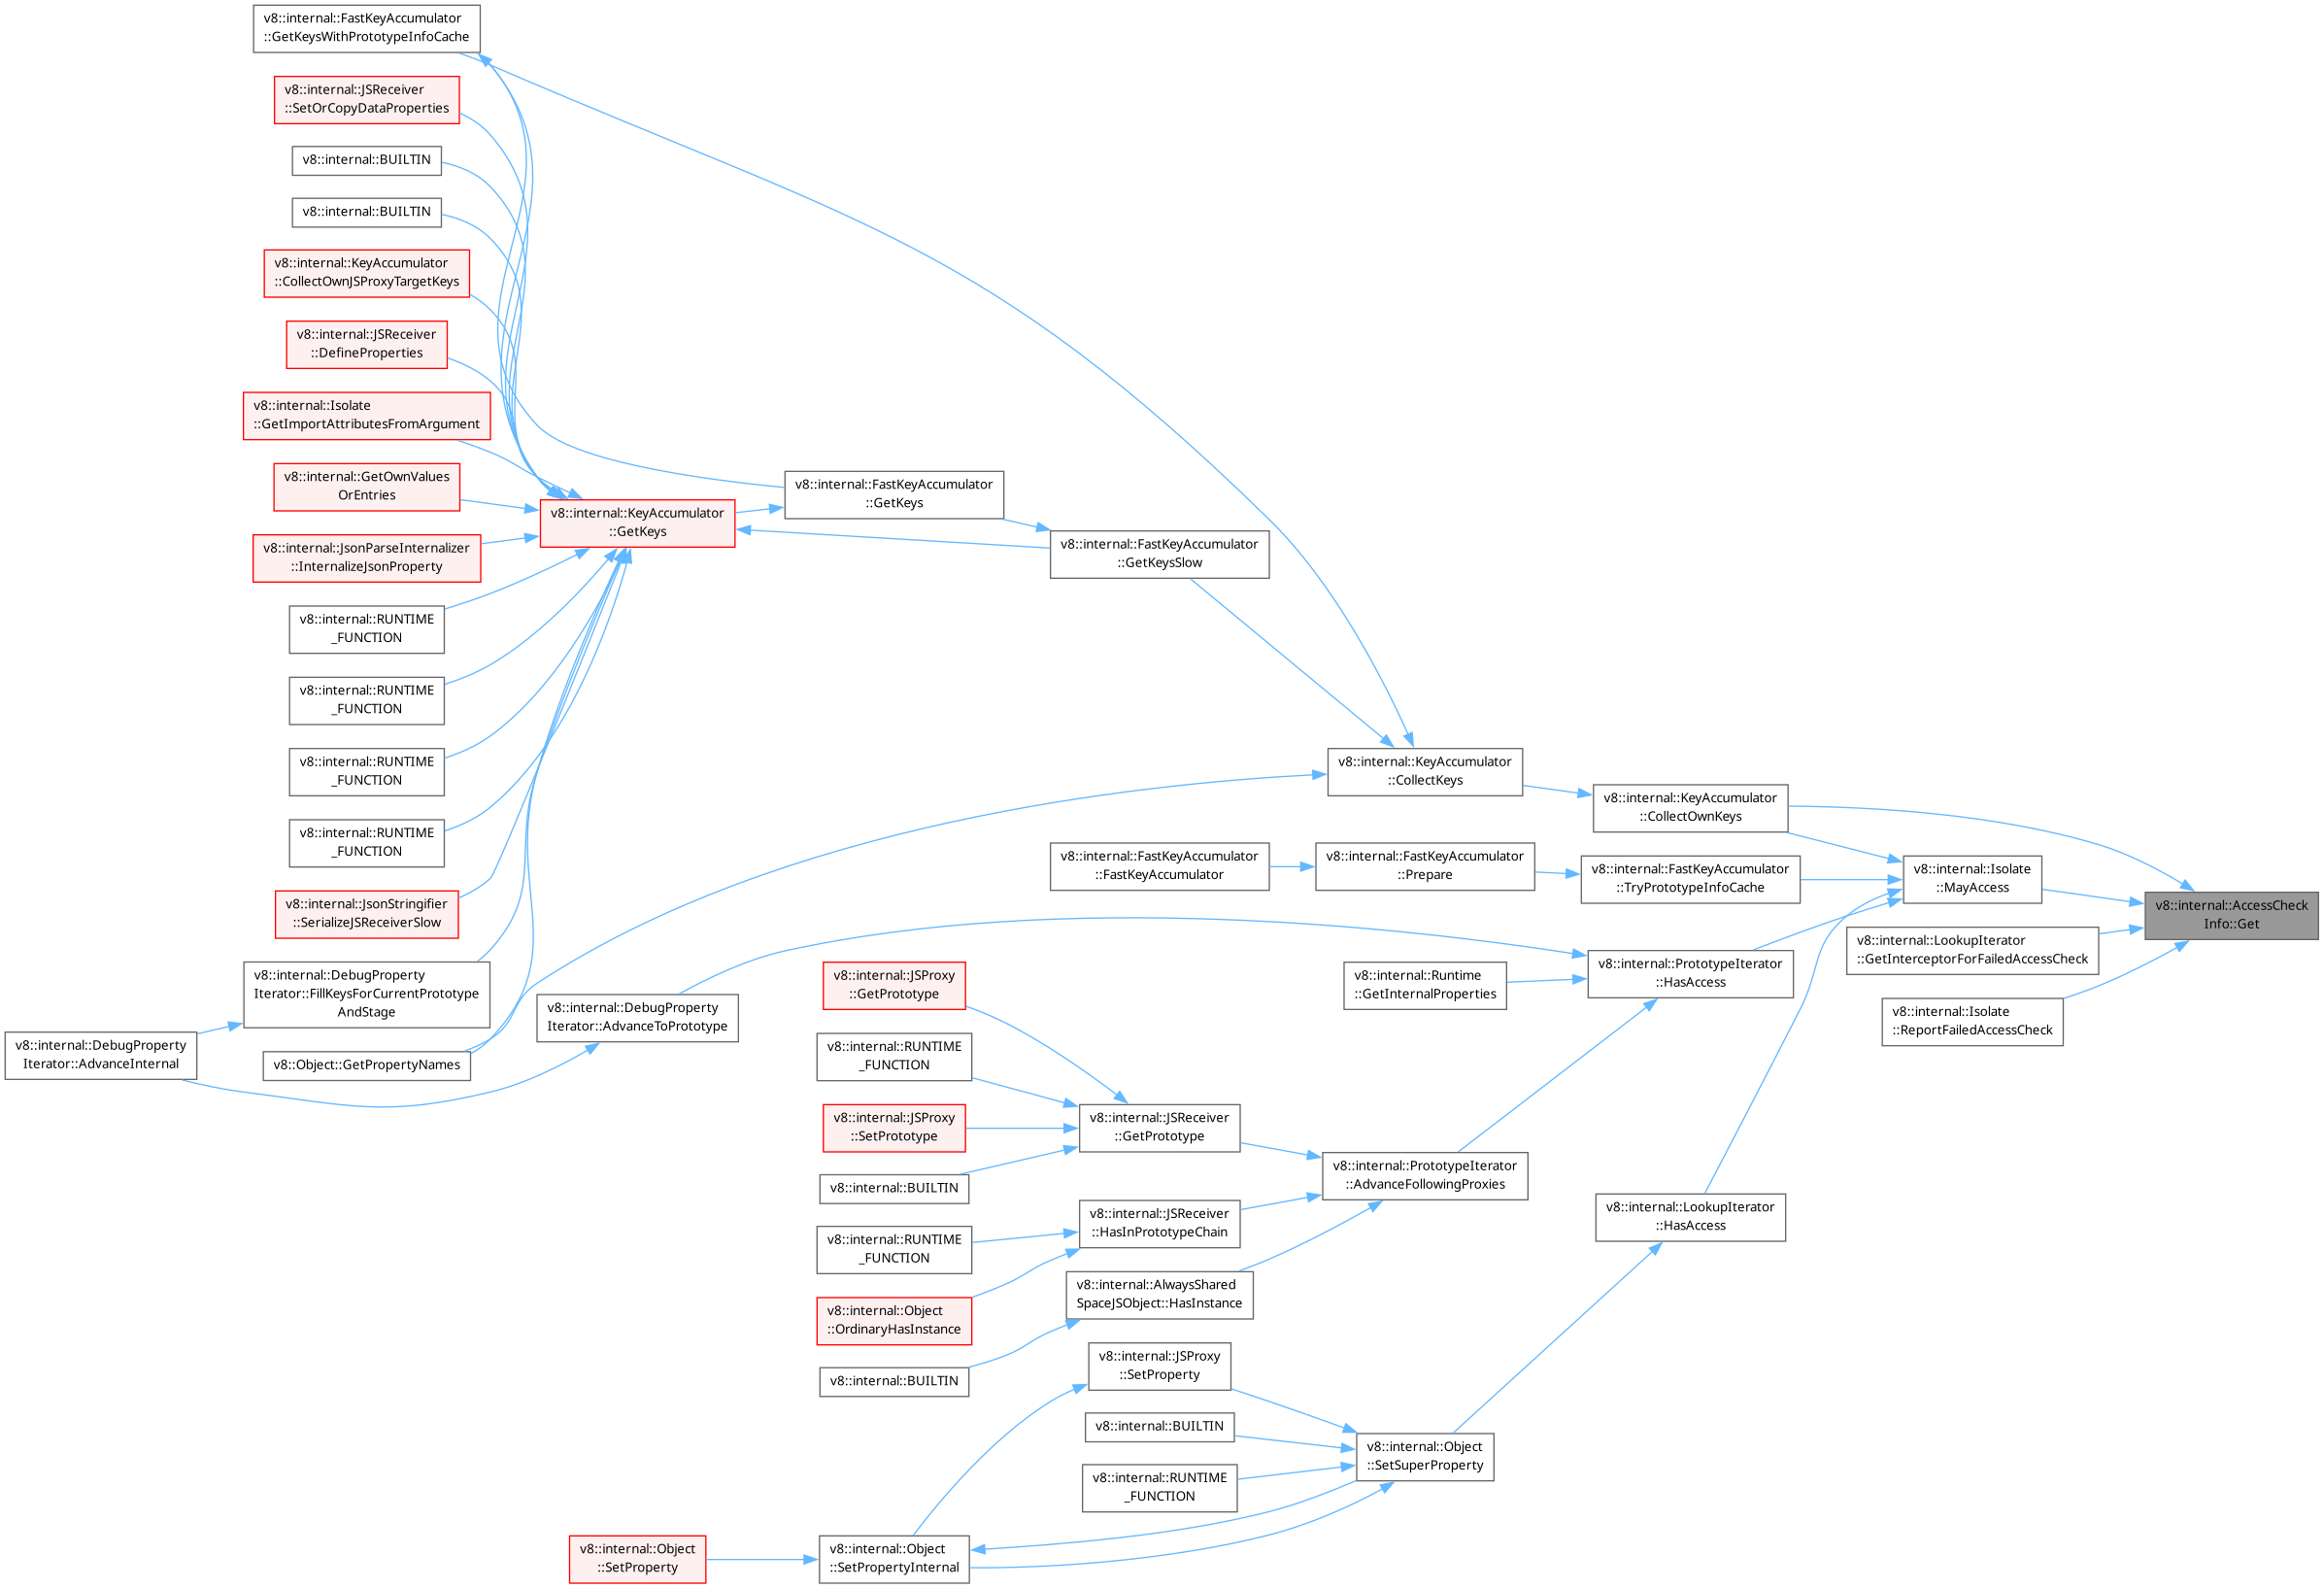 v8::internal::FastKeyAccumulator
::GetKeysWithPrototypeInfoCache
v8::internal::JSReceiver
::SetOrCopyDataProperties
v8::internal::BUILTIN
v8::internal::BUILTIN
v8::internal::KeyAccumulator
::CollectOwnJSProxyTargetKeys
v8::internal::JSReceiver
::DefineProperties
v8::internal::Isolate
::GetImportAttributesFromArgument
v8::internal::GetOwnValues
OrEntries
v8::internal::JsonParseInternalizer
::InternalizeJsonProperty
v8::internal::RUNTIME
_FUNCTION
v8::internal::RUNTIME
_FUNCTION
v8::internal::RUNTIME
_FUNCTION
v8::internal::RUNTIME
_FUNCTION
v8::internal::JsonStringifier
::SerializeJSReceiverSlow
v8::internal::DebugProperty
Iterator::FillKeysForCurrentPrototype
AndStage
v8::internal::DebugProperty
Iterator::AdvanceInternal
v8::Object::GetPropertyNames
v8::internal::KeyAccumulator
::GetKeys
v8::internal::DebugProperty
Iterator::AdvanceToPrototype
v8::internal::FastKeyAccumulator
::GetKeys
v8::internal::FastKeyAccumulator
::GetKeysSlow
v8::internal::KeyAccumulator
::CollectKeys
v8::internal::KeyAccumulator
::CollectOwnKeys
v8::internal::FastKeyAccumulator
::FastKeyAccumulator
v8::internal::FastKeyAccumulator
::Prepare
v8::internal::FastKeyAccumulator
::TryPrototypeInfoCache
v8::internal::Isolate
::MayAccess
v8::internal::AccessCheck
Info::Get
v8::internal::LookupIterator
::GetInterceptorForFailedAccessCheck
v8::internal::Isolate
::ReportFailedAccessCheck
v8::internal::PrototypeIterator
::HasAccess
v8::internal::Runtime
::GetInternalProperties
v8::internal::JSProxy
::GetPrototype
v8::internal::RUNTIME
_FUNCTION
v8::internal::JSProxy
::SetPrototype
v8::internal::BUILTIN
v8::internal::JSReceiver
::GetPrototype
v8::internal::PrototypeIterator
::AdvanceFollowingProxies
v8::internal::JSReceiver
::HasInPrototypeChain
v8::internal::RUNTIME
_FUNCTION
v8::internal::Object
::OrdinaryHasInstance
v8::internal::AlwaysShared
SpaceJSObject::HasInstance
v8::internal::BUILTIN
v8::internal::LookupIterator
::HasAccess
v8::internal::JSProxy
::SetProperty
v8::internal::BUILTIN
v8::internal::RUNTIME
_FUNCTION
v8::internal::Object
::SetSuperProperty
v8::internal::Object
::SetPropertyInternal
v8::internal::Object
::SetProperty